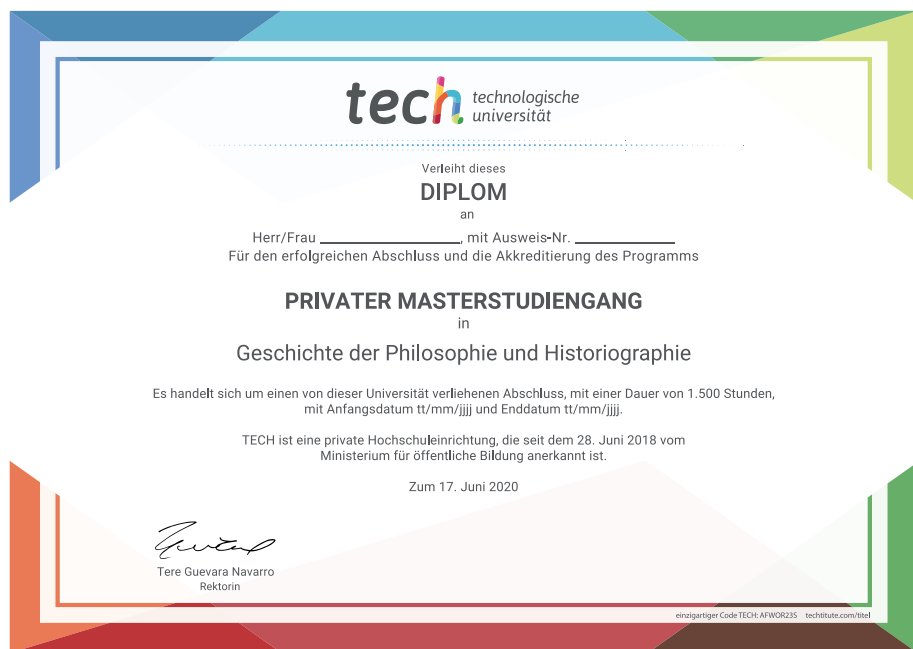 tech technologische
universität
Verleiht dieses
DIPLOM
an
Herr/Frau ____________________, mit Ausweis-Nr. ______________
Für den erfolgreichen Abschluss und die Akkreditierung des Programms
PRIVATER MASTERSTUDIENGANG
in
Geschichte der Philosophie und Historiographie
Es handelt sich um einen von dieser Universität verliehenen Abschluss, mit einer Dauer von 1.500 Stunden,
mit Anfangsdatum tt/mm/jjjj und Enddatum tt/mm/jjjj.
TECH ist eine private Hochschuleinrichtung, die seit dem 28. Juni 2018 vom
Ministerium für öffentliche Bildung anerkannt ist.
Zum 17. Juni 2020
Tere Guevara Navarro
Rektorin
einzigartiger Code TECH: AFWOR23S techtitute.com/titel